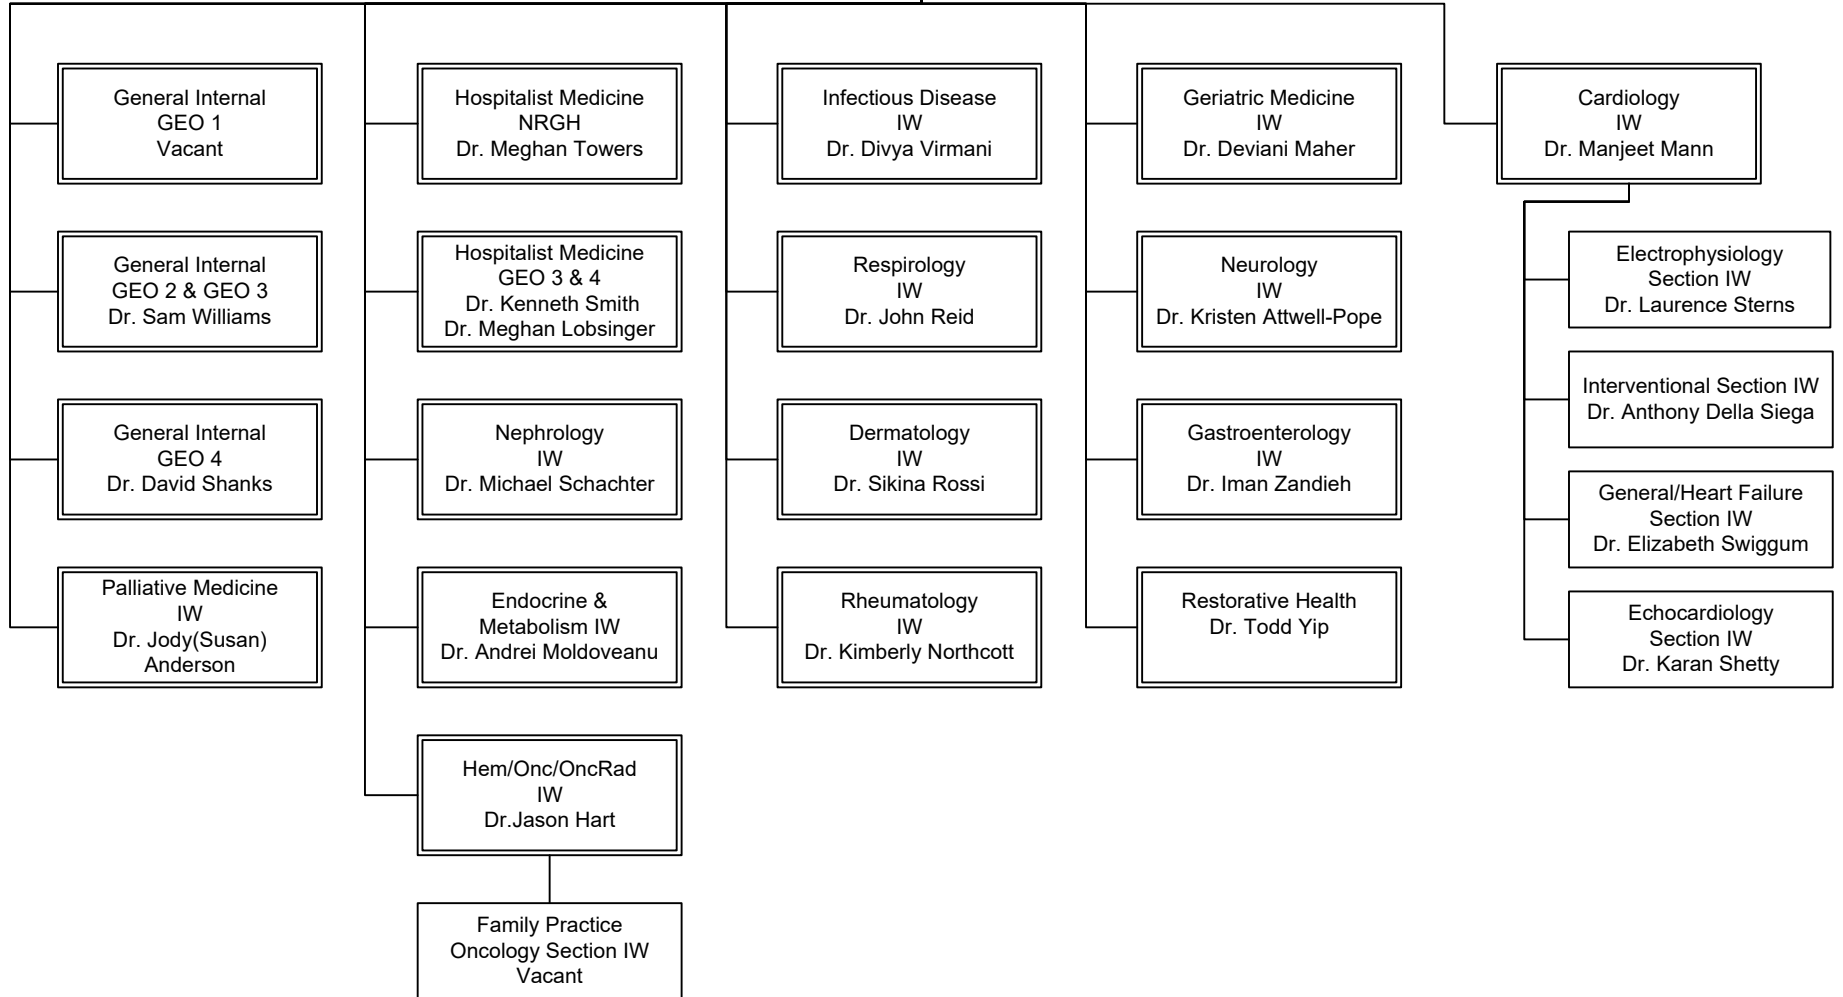 General Internal
GEO 1
Vacant
General Internal
GEO 2 & GEO 3
Dr. Sam Williams
General Internal
GEO 4
Dr. David Shanks
Palliative Medicine
IW
Dr. Jody(Susan)
Anderson
Hospitalist Medicine
NRGH
Dr. Meghan Towers
Hospitalist Medicine
GEO 3 & 4
Dr. Kenneth Smith
Dr. Meghan Lobsinger
Nephrology
IW
Dr. Michael Schachter
Endocrine &
Metabolism IW
Dr. Andrei Moldoveanu
Hem/Onc/OncRad
IW
Dr.Jason Hart
Family Practice
Oncology Section IW
Vacant
Infectious Disease
IW
Dr. Divya Virmani
Respirology
IW
Dr. John Reid
Dermatology
IW
Dr. Sikina Rossi
Rheumatology
IW
Dr. Kimberly Northcott
Geriatric Medicine
IW
Dr. Deviani Maher
Neurology
IW
Dr. Kristen Attwell-Pope
Gastroenterology
IW
Dr. Iman Zandieh
Restorative Health
Dr. Todd Yip
Cardiology
IW
Dr. Manjeet Mann
Electrophysiology
Section IW
Dr. Laurence Sterns
Interventional Section IW
Dr. Anthony Della Siega
General/Heart Failure
Section IW
Dr. Elizabeth Swiggum
Echocardiology
Section IW
Dr. Karan Shetty